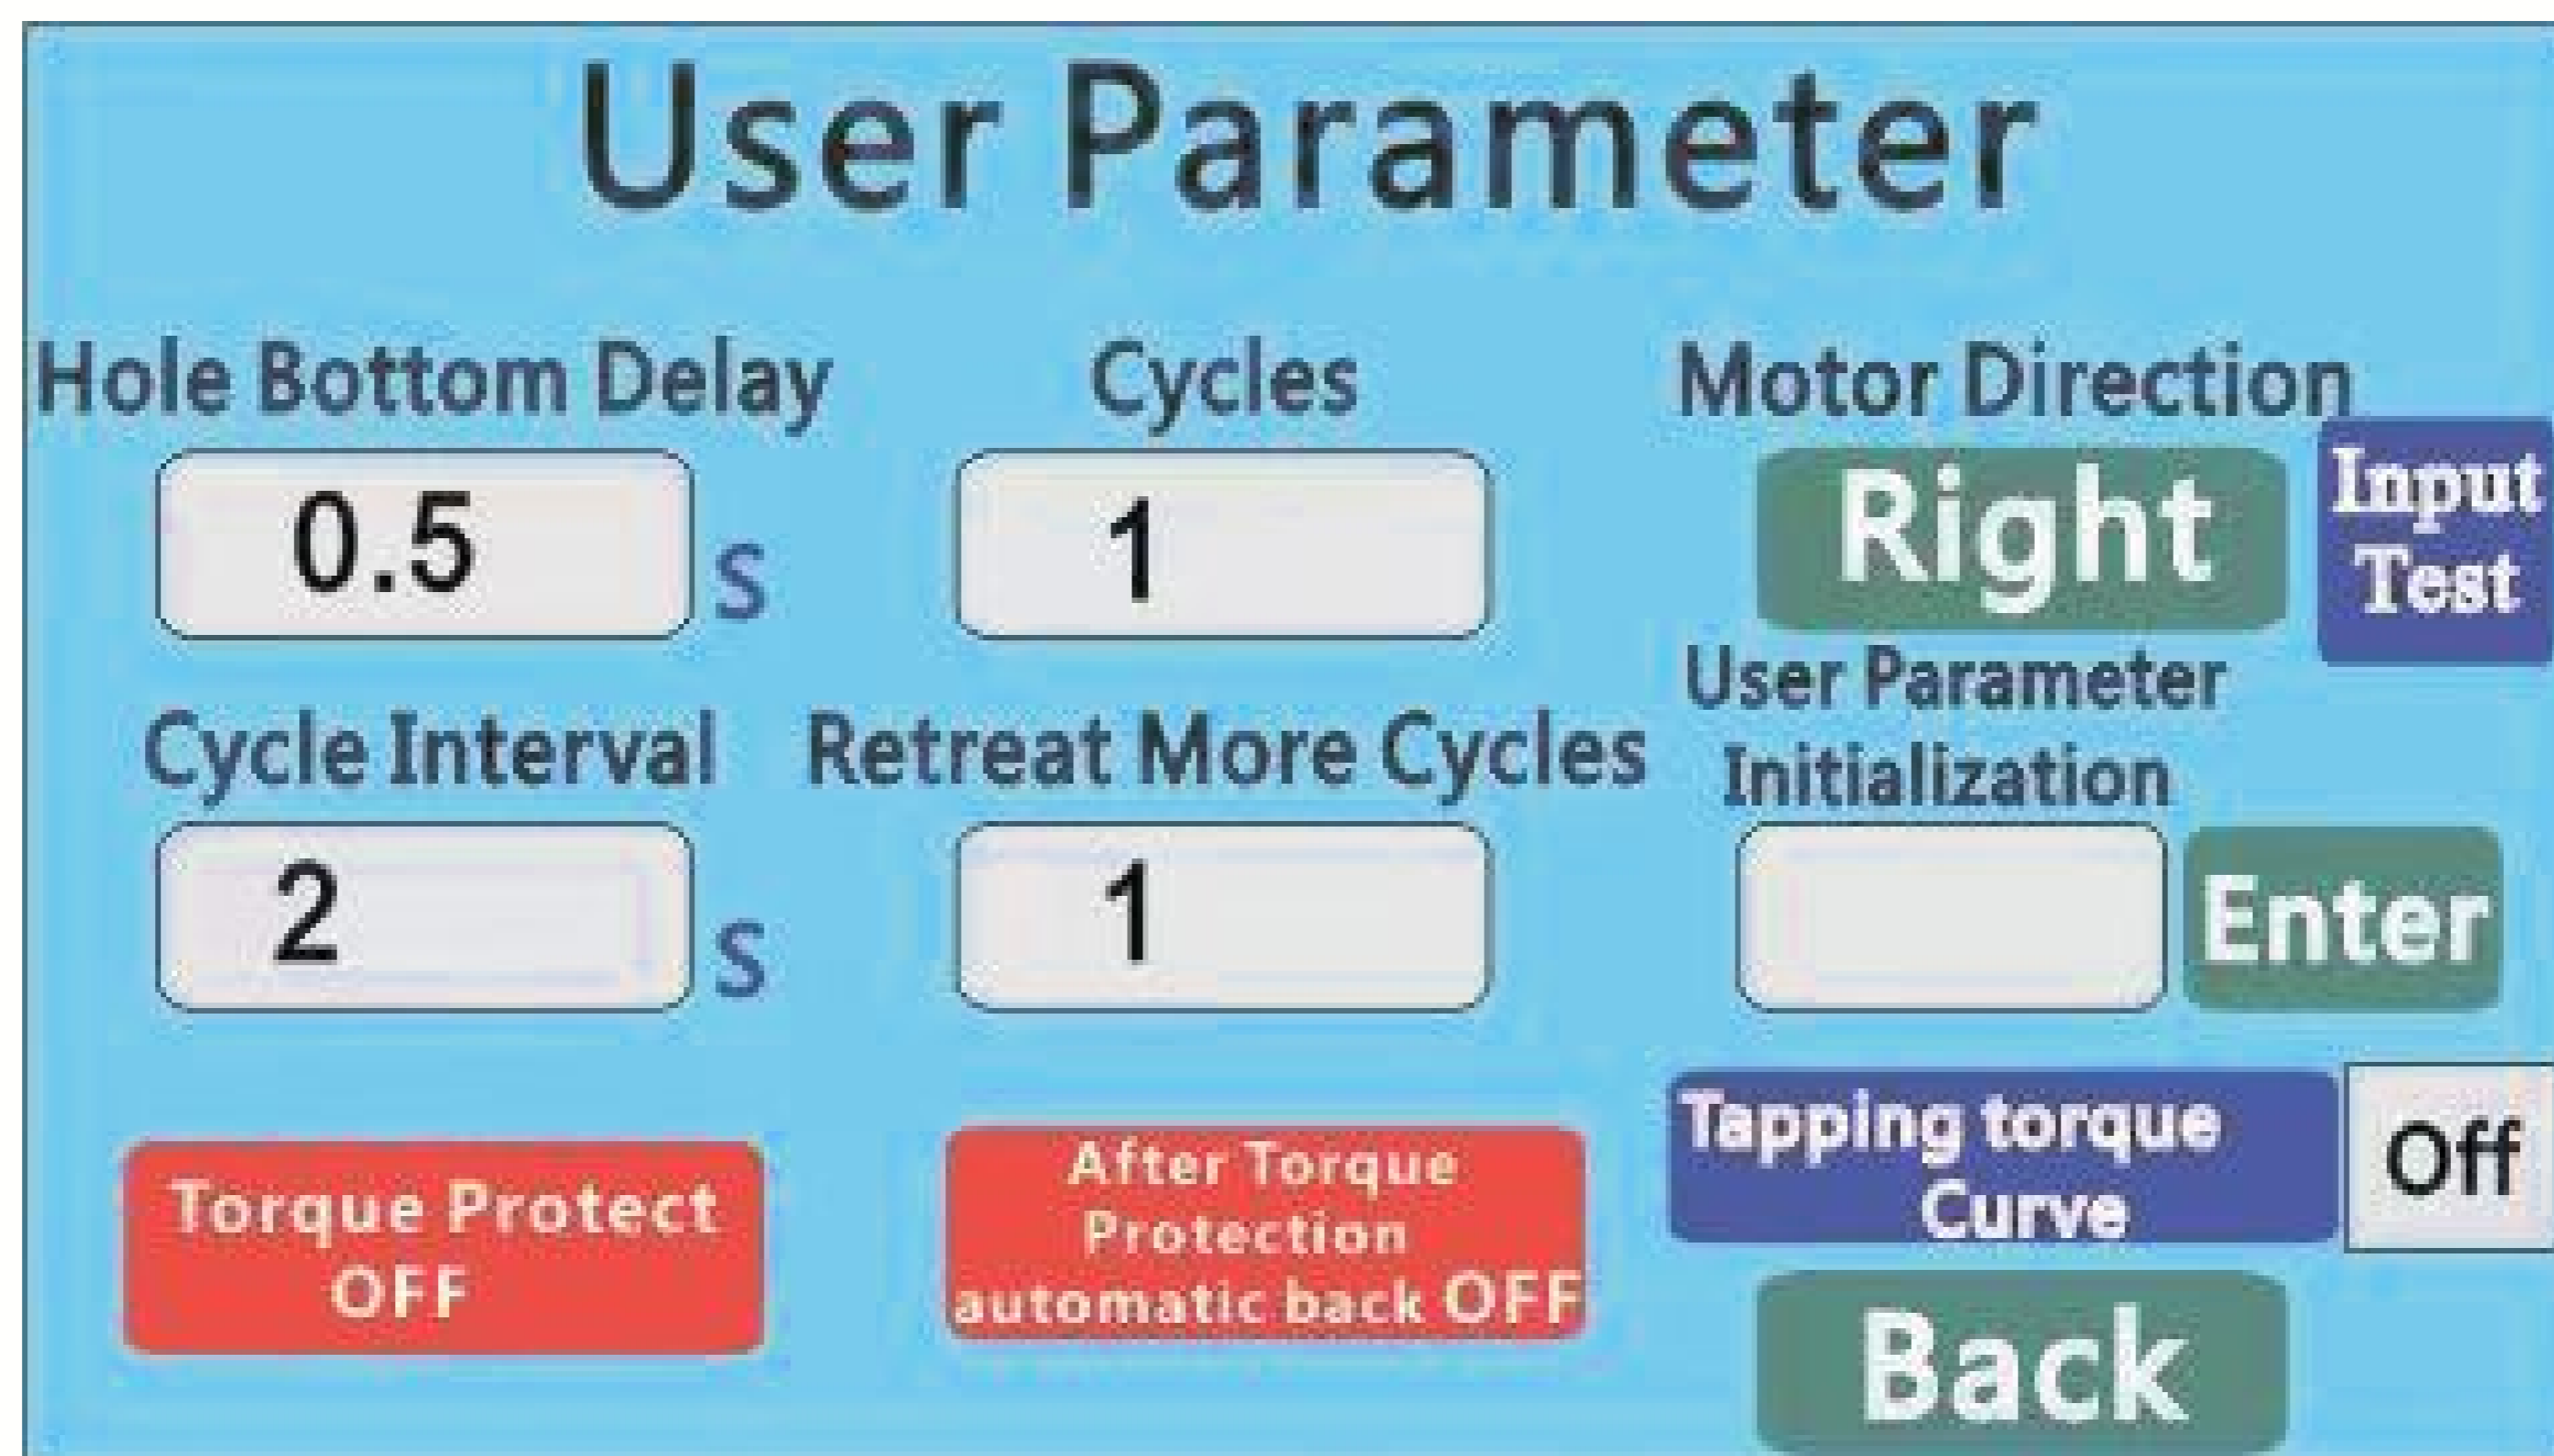 User Parameter
Hole Bottom Delay
Cycles
Motor Direction
0.5
S
1
Right
Input
Test
Cycle Interval
Retreat More Cycles
User Parameter
Initialization
2
S
1
Enter
Torque Protect
OFF
After Torque
Protection
automatic back OFF
Tapping torque
Curve
Off
Back